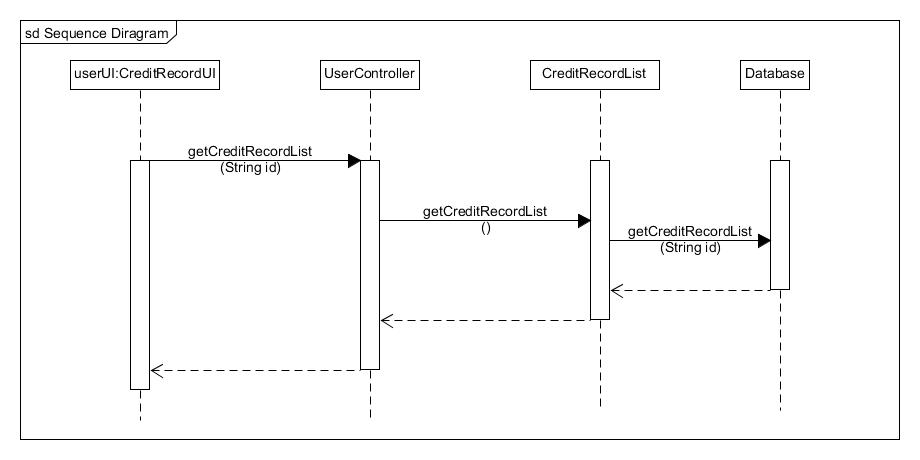 sd Sequence Diragram
userUI:CreditRecordUI
UserController
CreditRecordList
Database
getCreditRecordList
(String id)
getCreditRecordList
()
getCreditRecordList
(String id)